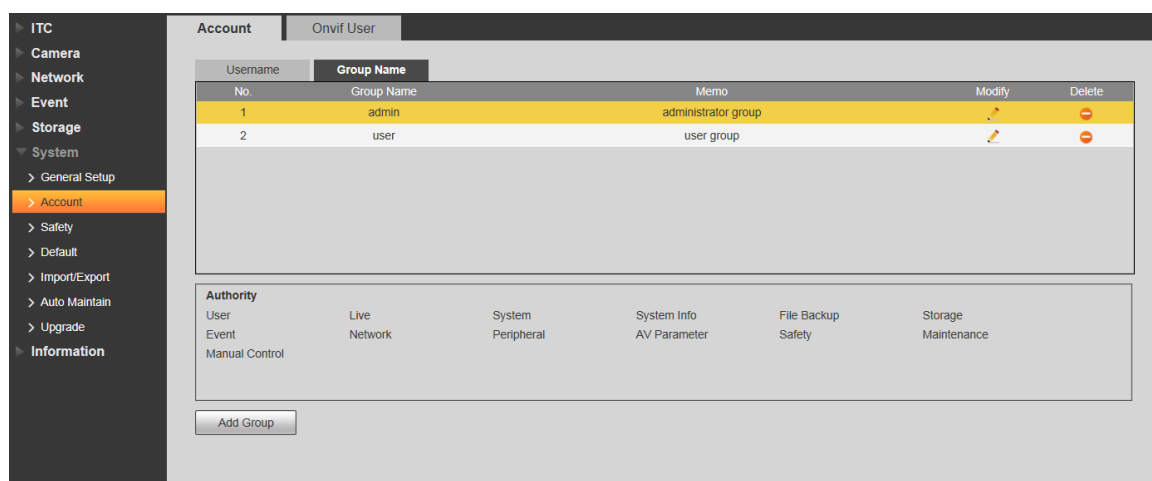 ITC
Camera
Network
Event
Storage
System
General Setup
Account
Safety
Default
Import/Export
Auto Maintain
Upgrade
Information
Account Onvif User
Username Group Name
No. Group Name Memo Modify Delete
1 admin administrator group
2 user user group
Authority
User Live System System Info File Backup Storage
Event Network Peripheral AV Parameter Safety Maintenance
Manual Control
Add Group